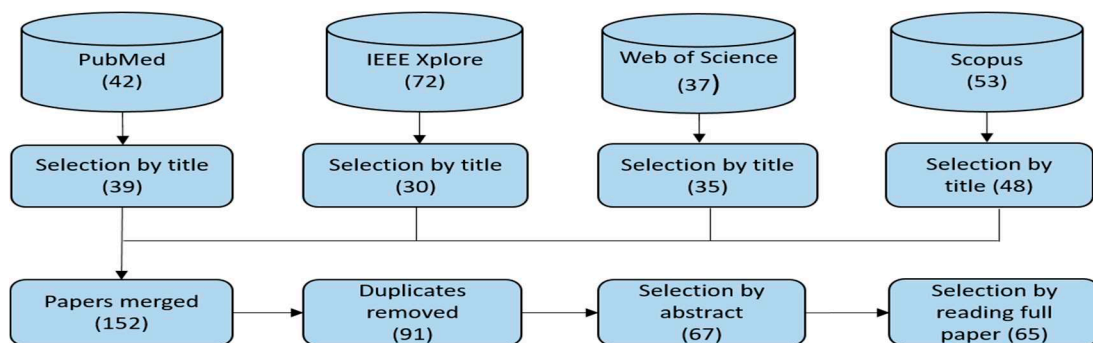 PubMed
(42)
IEEE Xplore
(72)
Web of Science
(37)
Scopus
(53)
Selection by title
(39)
Selection by title
(30)
Selection by title
(35)
Selection by
title (48)
Papers merged
(152)
Duplicates
removed
(91)
Selection by
abstract
(67)
Selection by
reading full
paper (65)